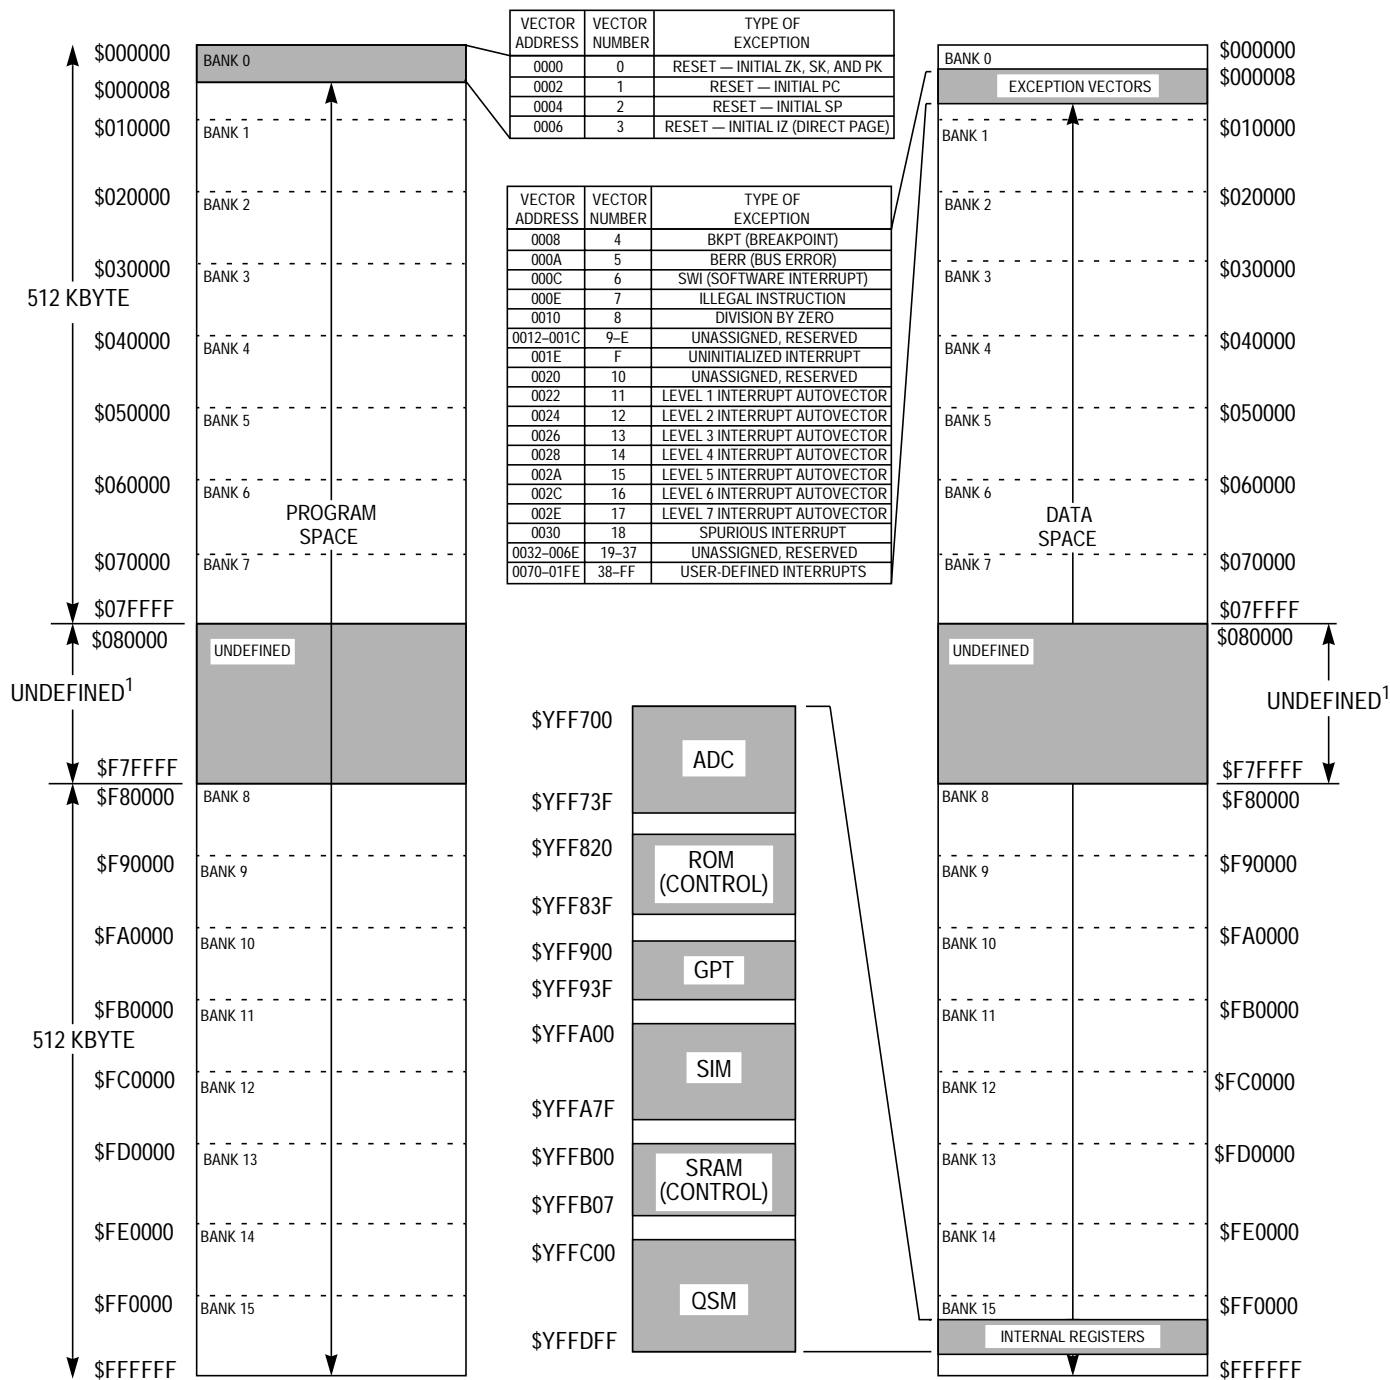 VECTOR ADDRESS VECTOR NUMBER TYPE OF EXCEPTION
0000 0 RESET — INITIAL ZK, SK, AND PK
0002 1 RESET — INITIAL PC
0004 2 RESET — INITIAL SP
0006 3 RESET — INITIAL IZ (DIRECT PAGE)
VECTOR ADDRESS VECTOR NUMBER TYPE OF EXCEPTION
0008 4 BKPT (BREAKPOINT)
000A 5 BERR (BUS ERROR)
000C 6 SWI (SOFTWARE INTERRUPT)
000E 7 ILLEGAL INSTRUCTION
0010 8 DIVISION BY ZERO
0012–001C 9–E UNASSIGNED, RESERVED
001E F UNINITIALIZED INTERRUPT
0020 10 UNASSIGNED, RESERVED
0022 11 LEVEL 1 INTERRUPT AUTOVECTOR
0024 12 LEVEL 2 INTERRUPT AUTOVECTOR
0026 13 LEVEL 3 INTERRUPT AUTOVECTOR
0028 14 LEVEL 4 INTERRUPT AUTOVECTOR
002A 15 LEVEL 5 INTERRUPT AUTOVECTOR
002C 16 LEVEL 6 INTERRUPT AUTOVECTOR
002E 17 LEVEL 7 INTERRUPT AUTOVECTOR
0030 18 SPURIOUS INTERRUPT
0032–006E 19–37 UNASSIGNED, RESERVED
0070–01FE 38–FF USER-DEFINED INTERRUPTS
$000000 BANK 0
$000008
$010000 BANK 1
$020000 BANK 2
$030000 BANK 3
512 KBYTE
$040000 BANK 4
$050000 BANK 5
$060000 BANK 6
PROGRAM
SPACE
$070000 BANK 7
$07FFFF
$080000
UNDEFINED
UNDEFINED1
$F7FFFF
$F80000 BANK 8
$F90000 BANK 9
$FA0000 BANK 10
$FB0000 BANK 11
512 KBYTE
$FC0000 BANK 12
$FD0000 BANK 13
$FE0000 BANK 14
$FF0000 BANK 15
$FFFFFF
$YFF700
ADC
$YFF73F
$YFF820
ROM
(CONTROL)
$YFF83F
$YFF900
GPT
$YFF93F
$YFFA00
SIM
$YFFA7F
$YFFB00
SRAM
(CONTROL)
$YFFB07
$YFFC00
QSM
$YFFDFF
BANK 0 $000000
EXCEPTION VECTORS $000008
BANK 1 $010000
BANK 2 $020000
BANK 3 $030000
BANK 4 $040000
BANK 5 $050000
BANK 6 $060000
DATA
SPACE
BANK 7 $070000
$07FFFF
$080000
UNDEFINED
UNDEFINED1
$F7FFFF
BANK 8 $F80000
BANK 9 $F90000
BANK 10 $FA0000
BANK 11 $FB0000
BANK 12 $FC0000
BANK 13 $FD0000
BANK 14 $FE0000
BANK 15 $FF0000
INTERNAL REGISTERS
$FFFFFF